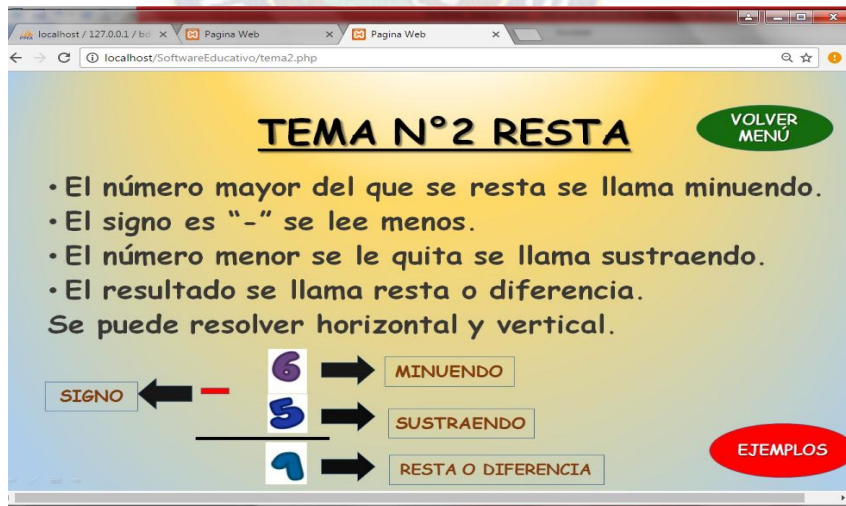 localhost / 127.0.0.1 / bd
Pagina Web
Pagina Web
localhost/SoftwareEducativo/tema2.php
TEMA N°2 RESTA
VOLVER
MENÚ
• El número mayor del que se resta se llama minuendo.
• El signo es “-” se lee menos.
• El número menor se le quita se llama sustraendo.
• El resultado se llama resta o diferencia.
Se puede resolver horizontal y vertical.
6 MINUENDO
SIGNO -
5 SUSTRAENDO
1 RESTA O DIFERENCIA
EJEMPLOS